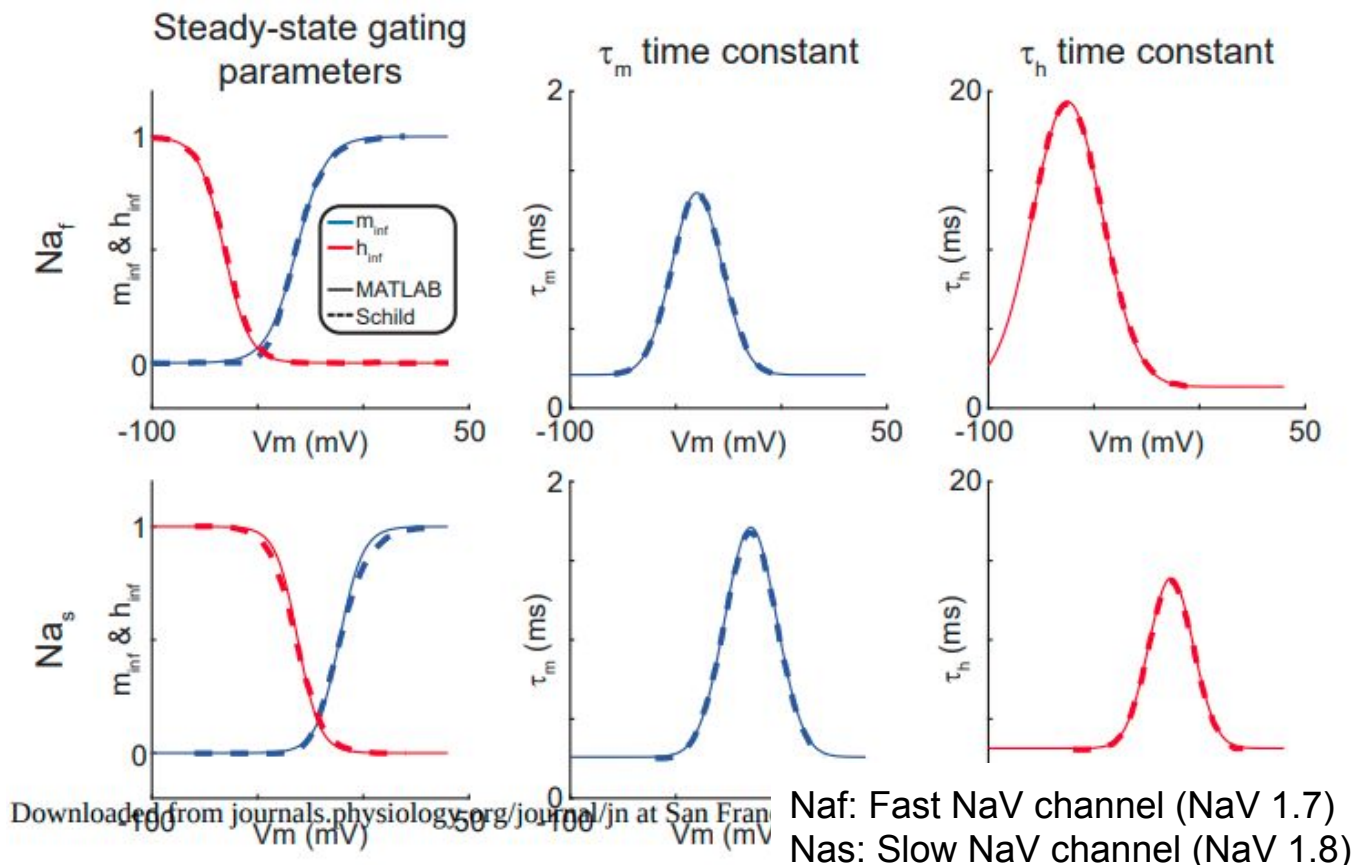 Steady-state gating
parameters
τm time constant
τh time constant
Naf
minf & hinf
1
0
minf
hinf
MATLAB
Schild
-100
50
Vm (mV)
τm (ms)
2
0
-100
50
Vm (mV)
τh (ms)
20
0
-100
50
Vm (mV)
Nas
minf & hinf
1
0
τm (ms)
2
0
τh (ms)
20
Downloaded from journals.physiology.org/journal/jn at San Fran
-100
50
Vm (mV)
Vm (mV)
Naf: Fast NaV channel (NaV 1.7)
Nas: Slow NaV channel (NaV 1.8)